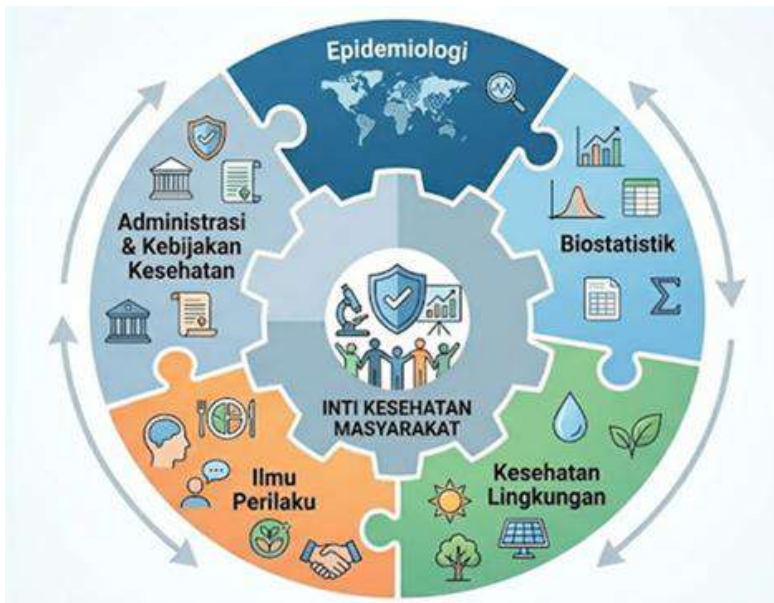 Epidemiologi
Biostatistik
Kesehatan
Lingkungan
Ilmu
Perilaku
Administrasi
& Kebijakan
Kesehatan
INTI KESEHATAN
MASYARAKAT
Σ